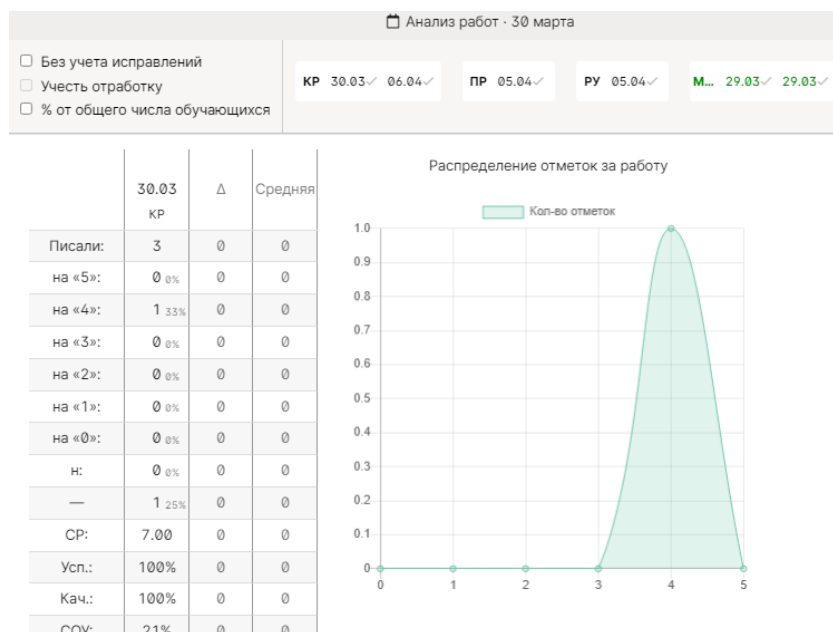 Анализ работ · 30 марта
Без учета исправлений
Учесть отработку
% от общего числа обучающихся
КР 30.03 06.04 ПР 05.04 РУ 05.04 М... 29.03 29.03
30.03 Δ Средняя
КР
Писали: 3 0 0
на «5»: 0 0% 0 0
на «4»: 1 33% 0 0
на «3»: 0 0% 0 0
на «2»: 0 0% 0 0
на «1»: 0 0% 0 0
на «0»: 0 0% 0 0
н: 0 0% 0 0
— 1 25% 0 0
СР: 7.00 0 0
Усп.: 100% 0 0
Кач.: 100% 0 0
СОУ: 21% 0 0
Распределение отметок за работу
Кол-во отметок
1.0
0.9
0.8
0.7
0.6
0.5
0.4
0.3
0.2
0.1
0
0 1 2 3 4 5